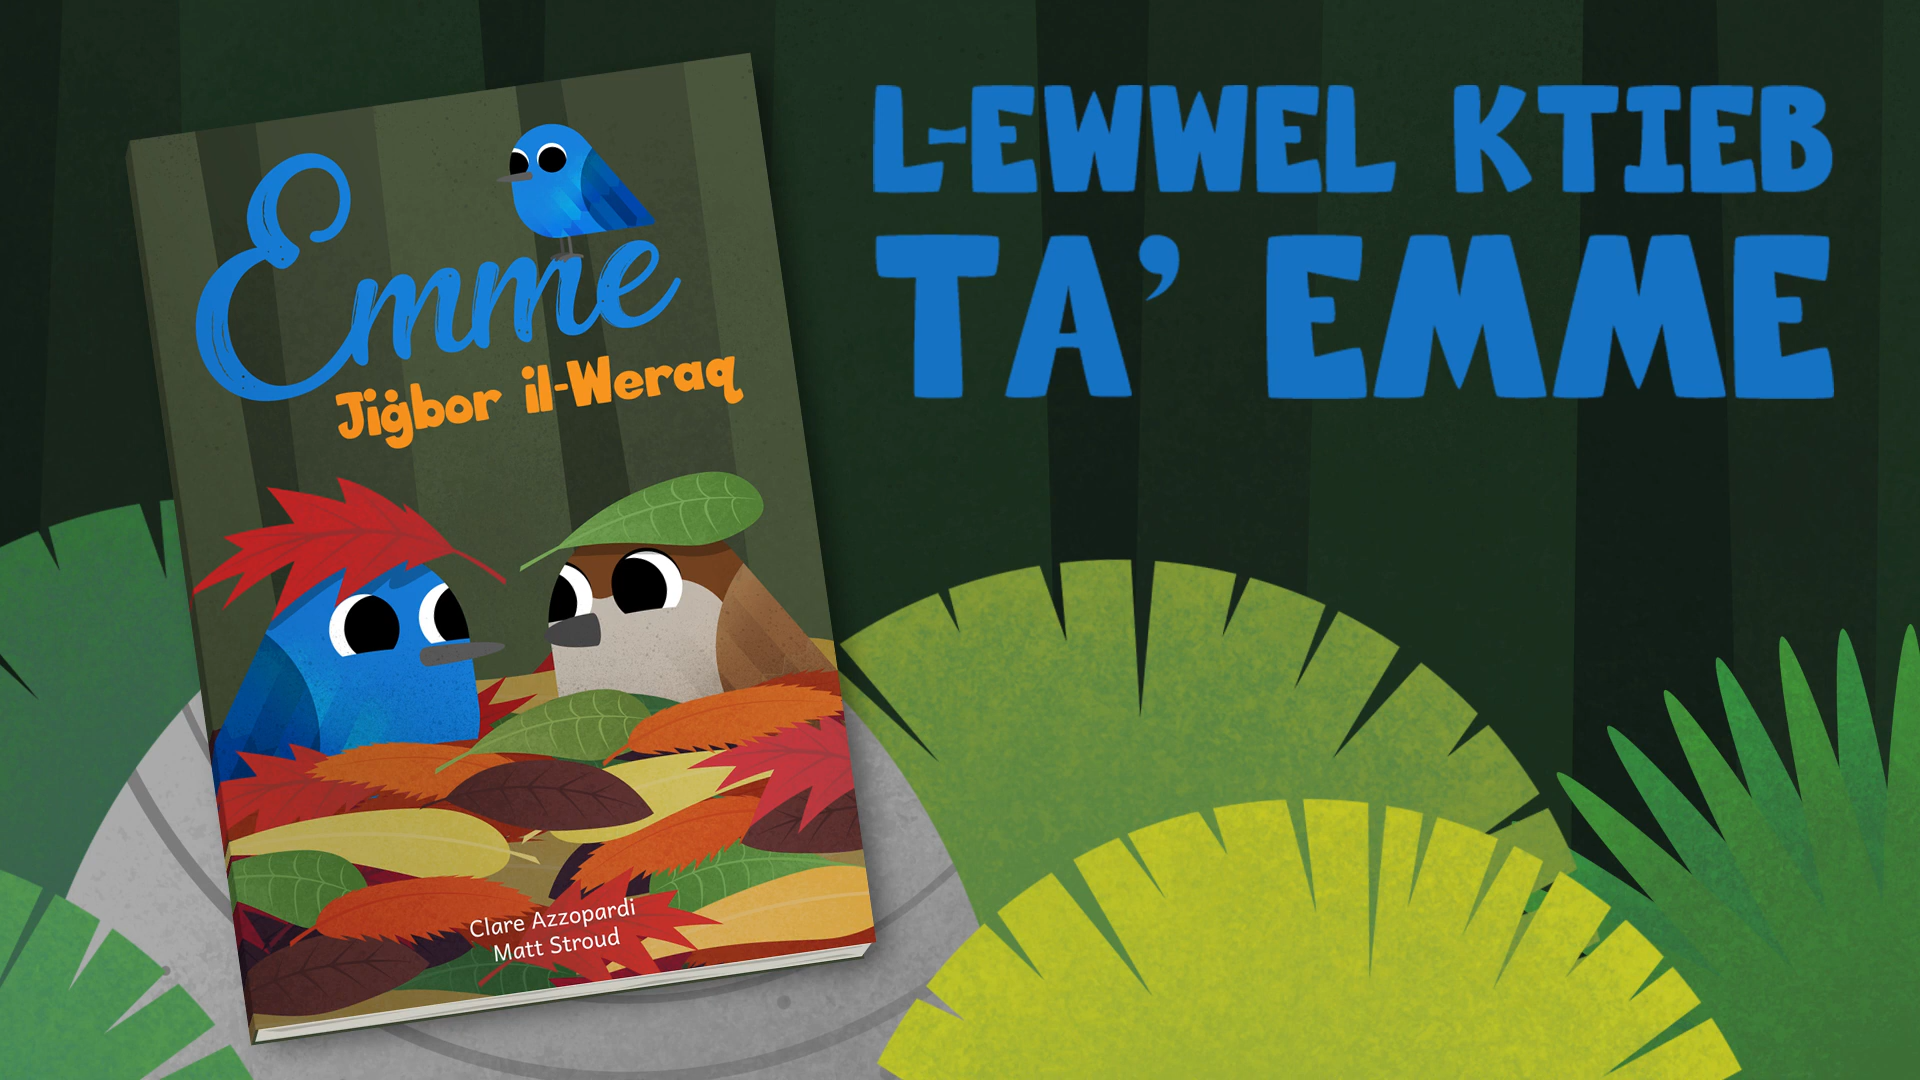 Emme
Jiġbor il-Weraq
Clare Azzopardi
Matt Stroud
L-EWWEL KTIEB
TA’ EMME